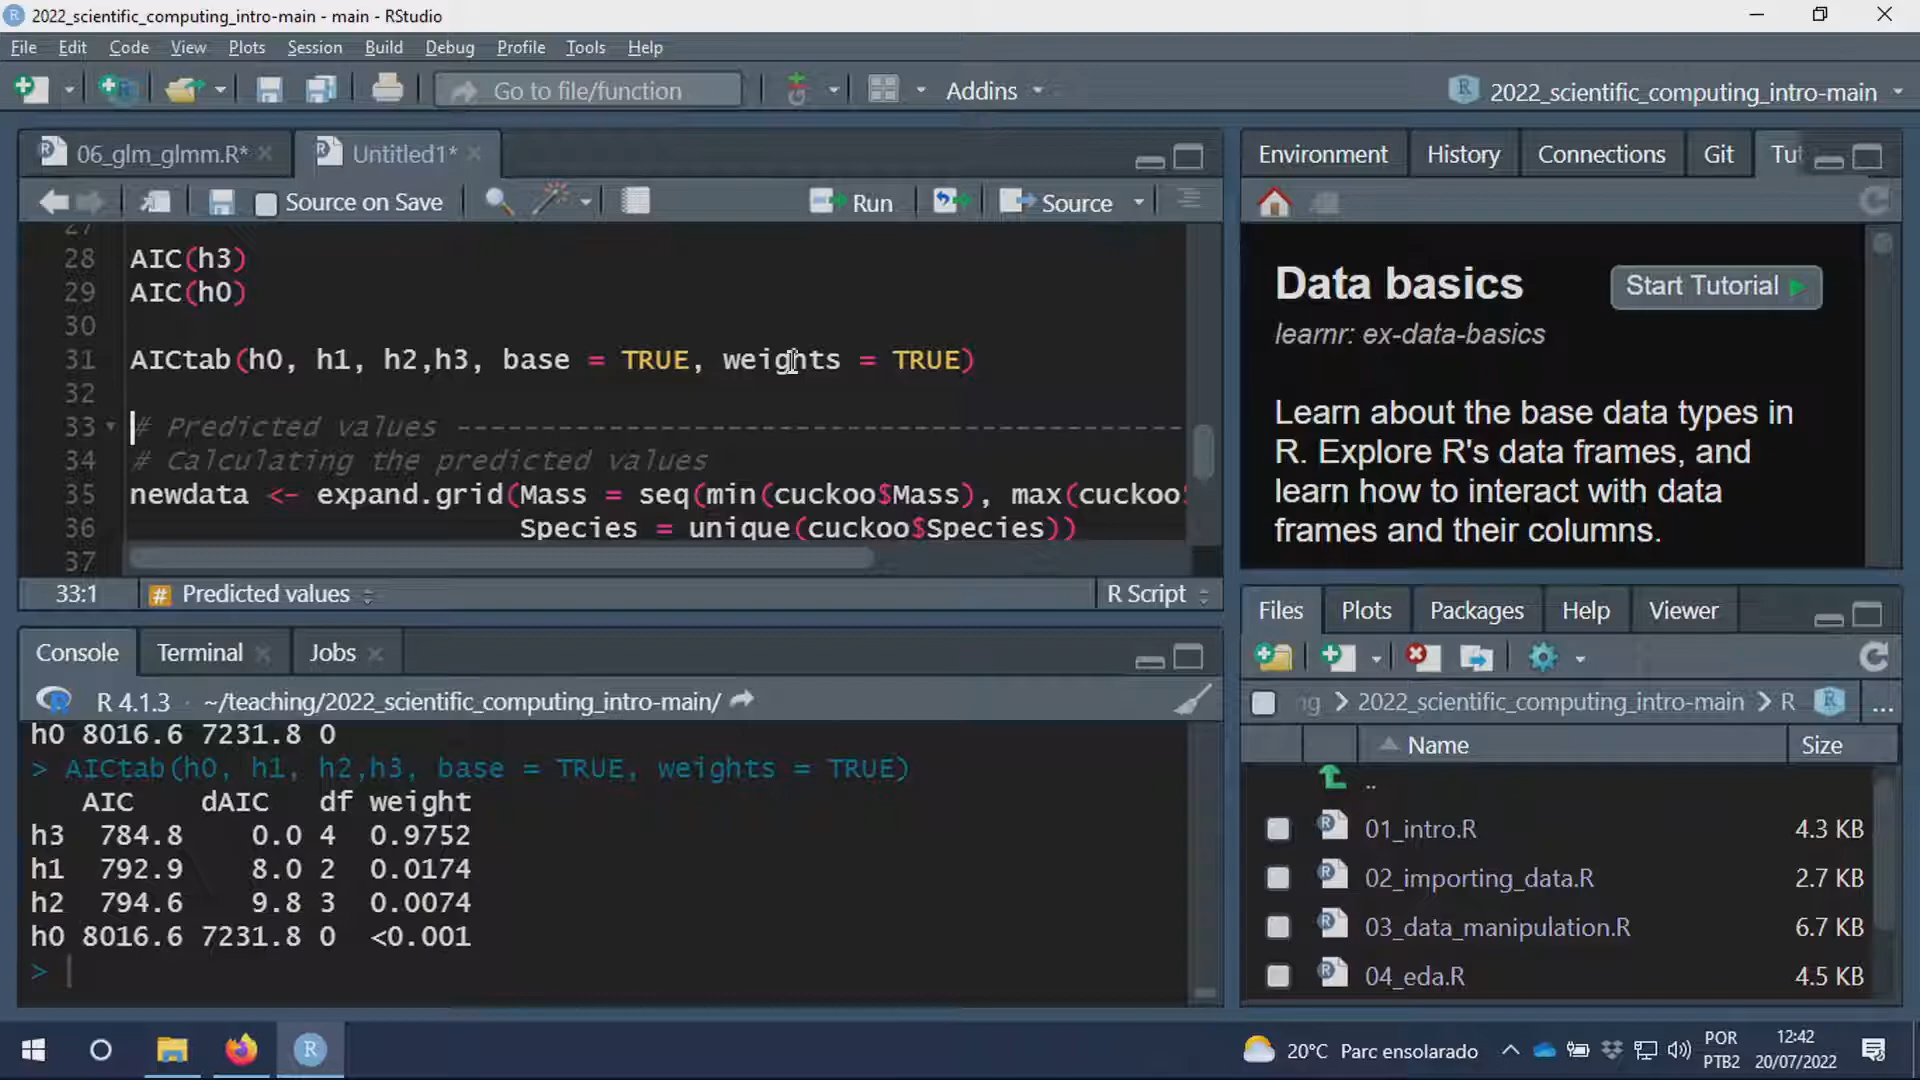 2022_scientific_computing_intro-main - main - RStudio
File Edit Code View Plots Session Build Debug Profile Tools Help
Go to file/function
Addins
2022_scientific_computing_intro-main
06_glm_glmm.R*
Untitled1*
Source on Save
Run
Source
27
28 AIC(h3)
29 AIC(h0)
30
31 AICtab(h0, h1, h2,h3, base = TRUE, weights = TRUE)
32
33 # Predicted values -------------------------------------------
34 # Calculating the predicted values
35 newdata <- expand.grid(Mass = seq(min(cuckoo$Mass), max(cuckoo$
36 Species = unique(cuckoo$Species))
37
33:1
# Predicted values
R Script
Console Terminal Jobs
R 4.1.3 · ~/teaching/2022_scientific_computing_intro-main/
h0 8016.6 7231.8 0
> AICtab(h0, h1, h2,h3, base = TRUE, weights = TRUE)
AIC dAIC df weight
h3 784.8 0.0 4 0.9752
h1 792.9 8.0 2 0.0174
h2 794.6 9.8 3 0.0074
h0 8016.6 7231.8 0 <0.001
>
Environment History Connections Git Tut
Data basics
Start Tutorial
learnr: ex-data-basics
Learn about the base data types in
R. Explore R's data frames, and
learn how to interact with data
frames and their columns.
Files Plots Packages Help Viewer
ng > 2022_scientific_computing_intro-main > R
...
Name Size
..
01_intro.R 4.3 KB
02_importing_data.R 2.7 KB
03_data_manipulation.R 6.7 KB
04_eda.R 4.5 KB
20°C Parc ensolarado
POR
PTB2
12:42
20/07/2022